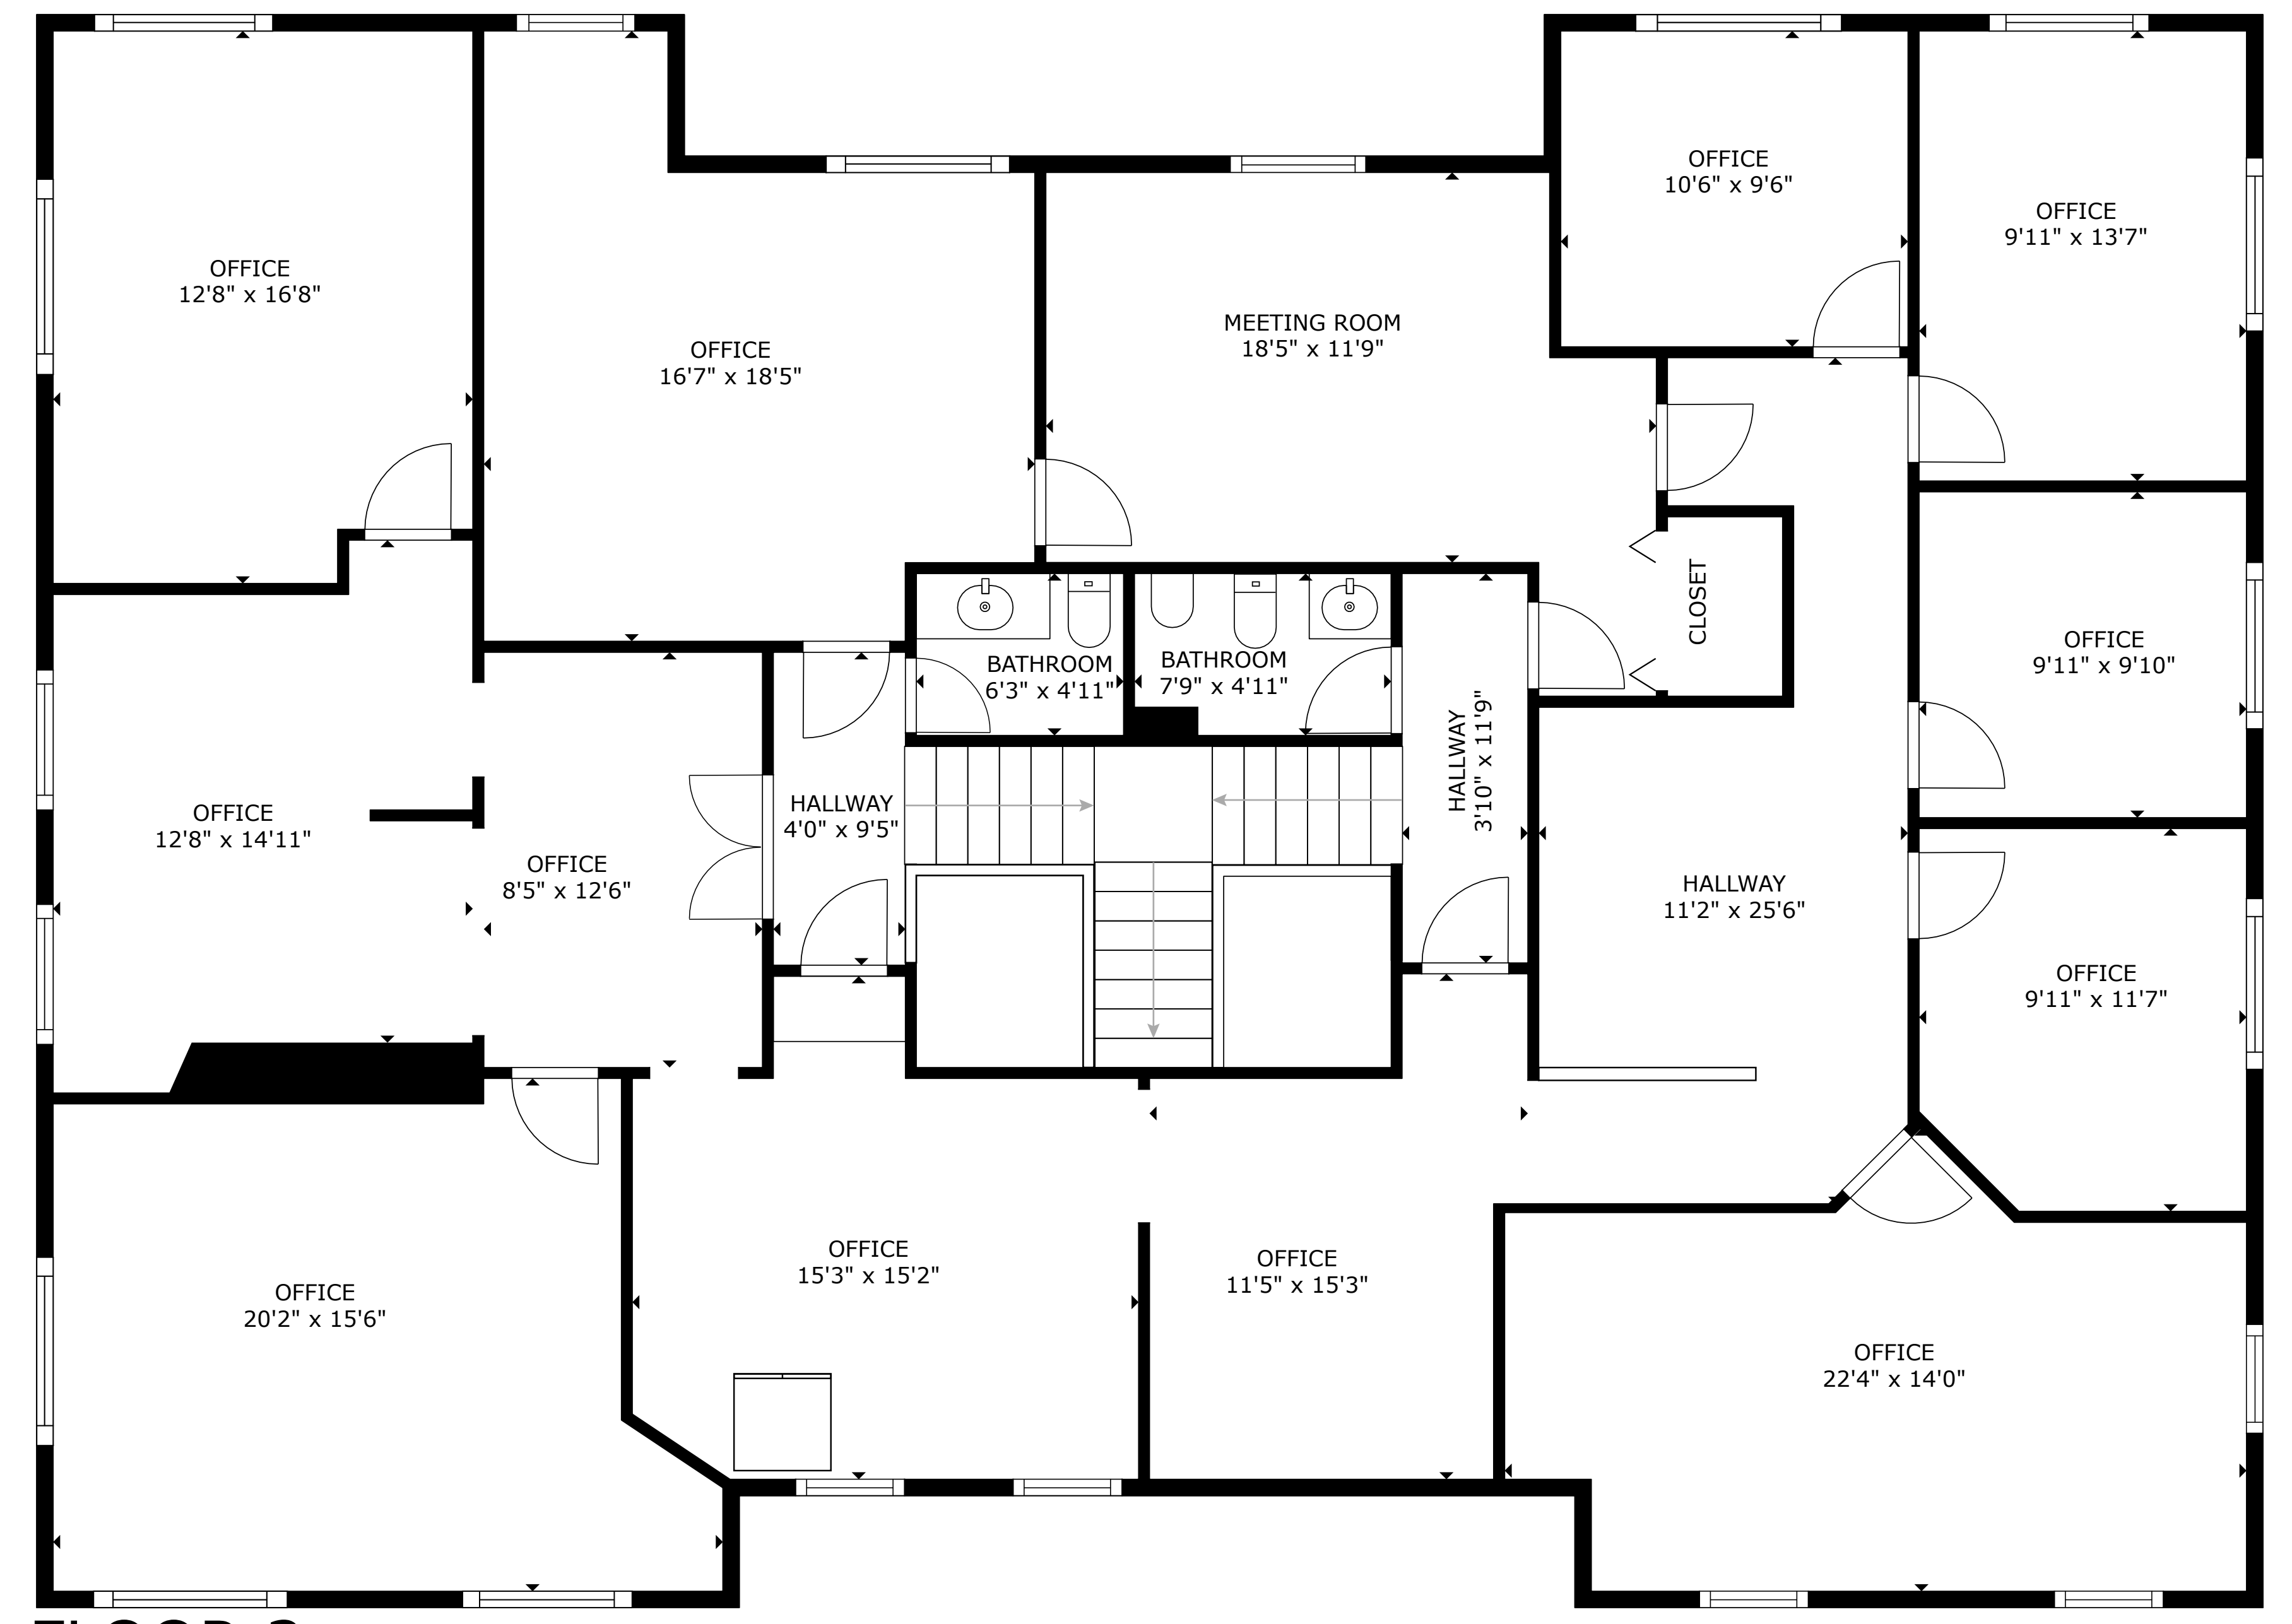 OFFICE
12'8" x 16'8"
OFFICE
16'7" x 18'5"
MEETING ROOM
18'5" x 11'9"
OFFICE
10'6" x 9'6"
OFFICE
9'11" x 13'7"
CLOSET
OFFICE
9'11" x 9'10"
BATHROOM
6'3" x 4'11"
BATHROOM
7'9" x 4'11"
HALLWAY
3'10" x 11'9"
OFFICE
12'8" x 14'11"
OFFICE
8'5" x 12'6"
HALLWAY
4'0" x 9'5"
HALLWAY
11'2" x 25'6"
OFFICE
9'11" x 11'7"
OFFICE
20'2" x 15'6"
OFFICE
15'3" x 15'2"
OFFICE
11'5" x 15'3"
OFFICE
22'4" x 14'0"
FLOOR